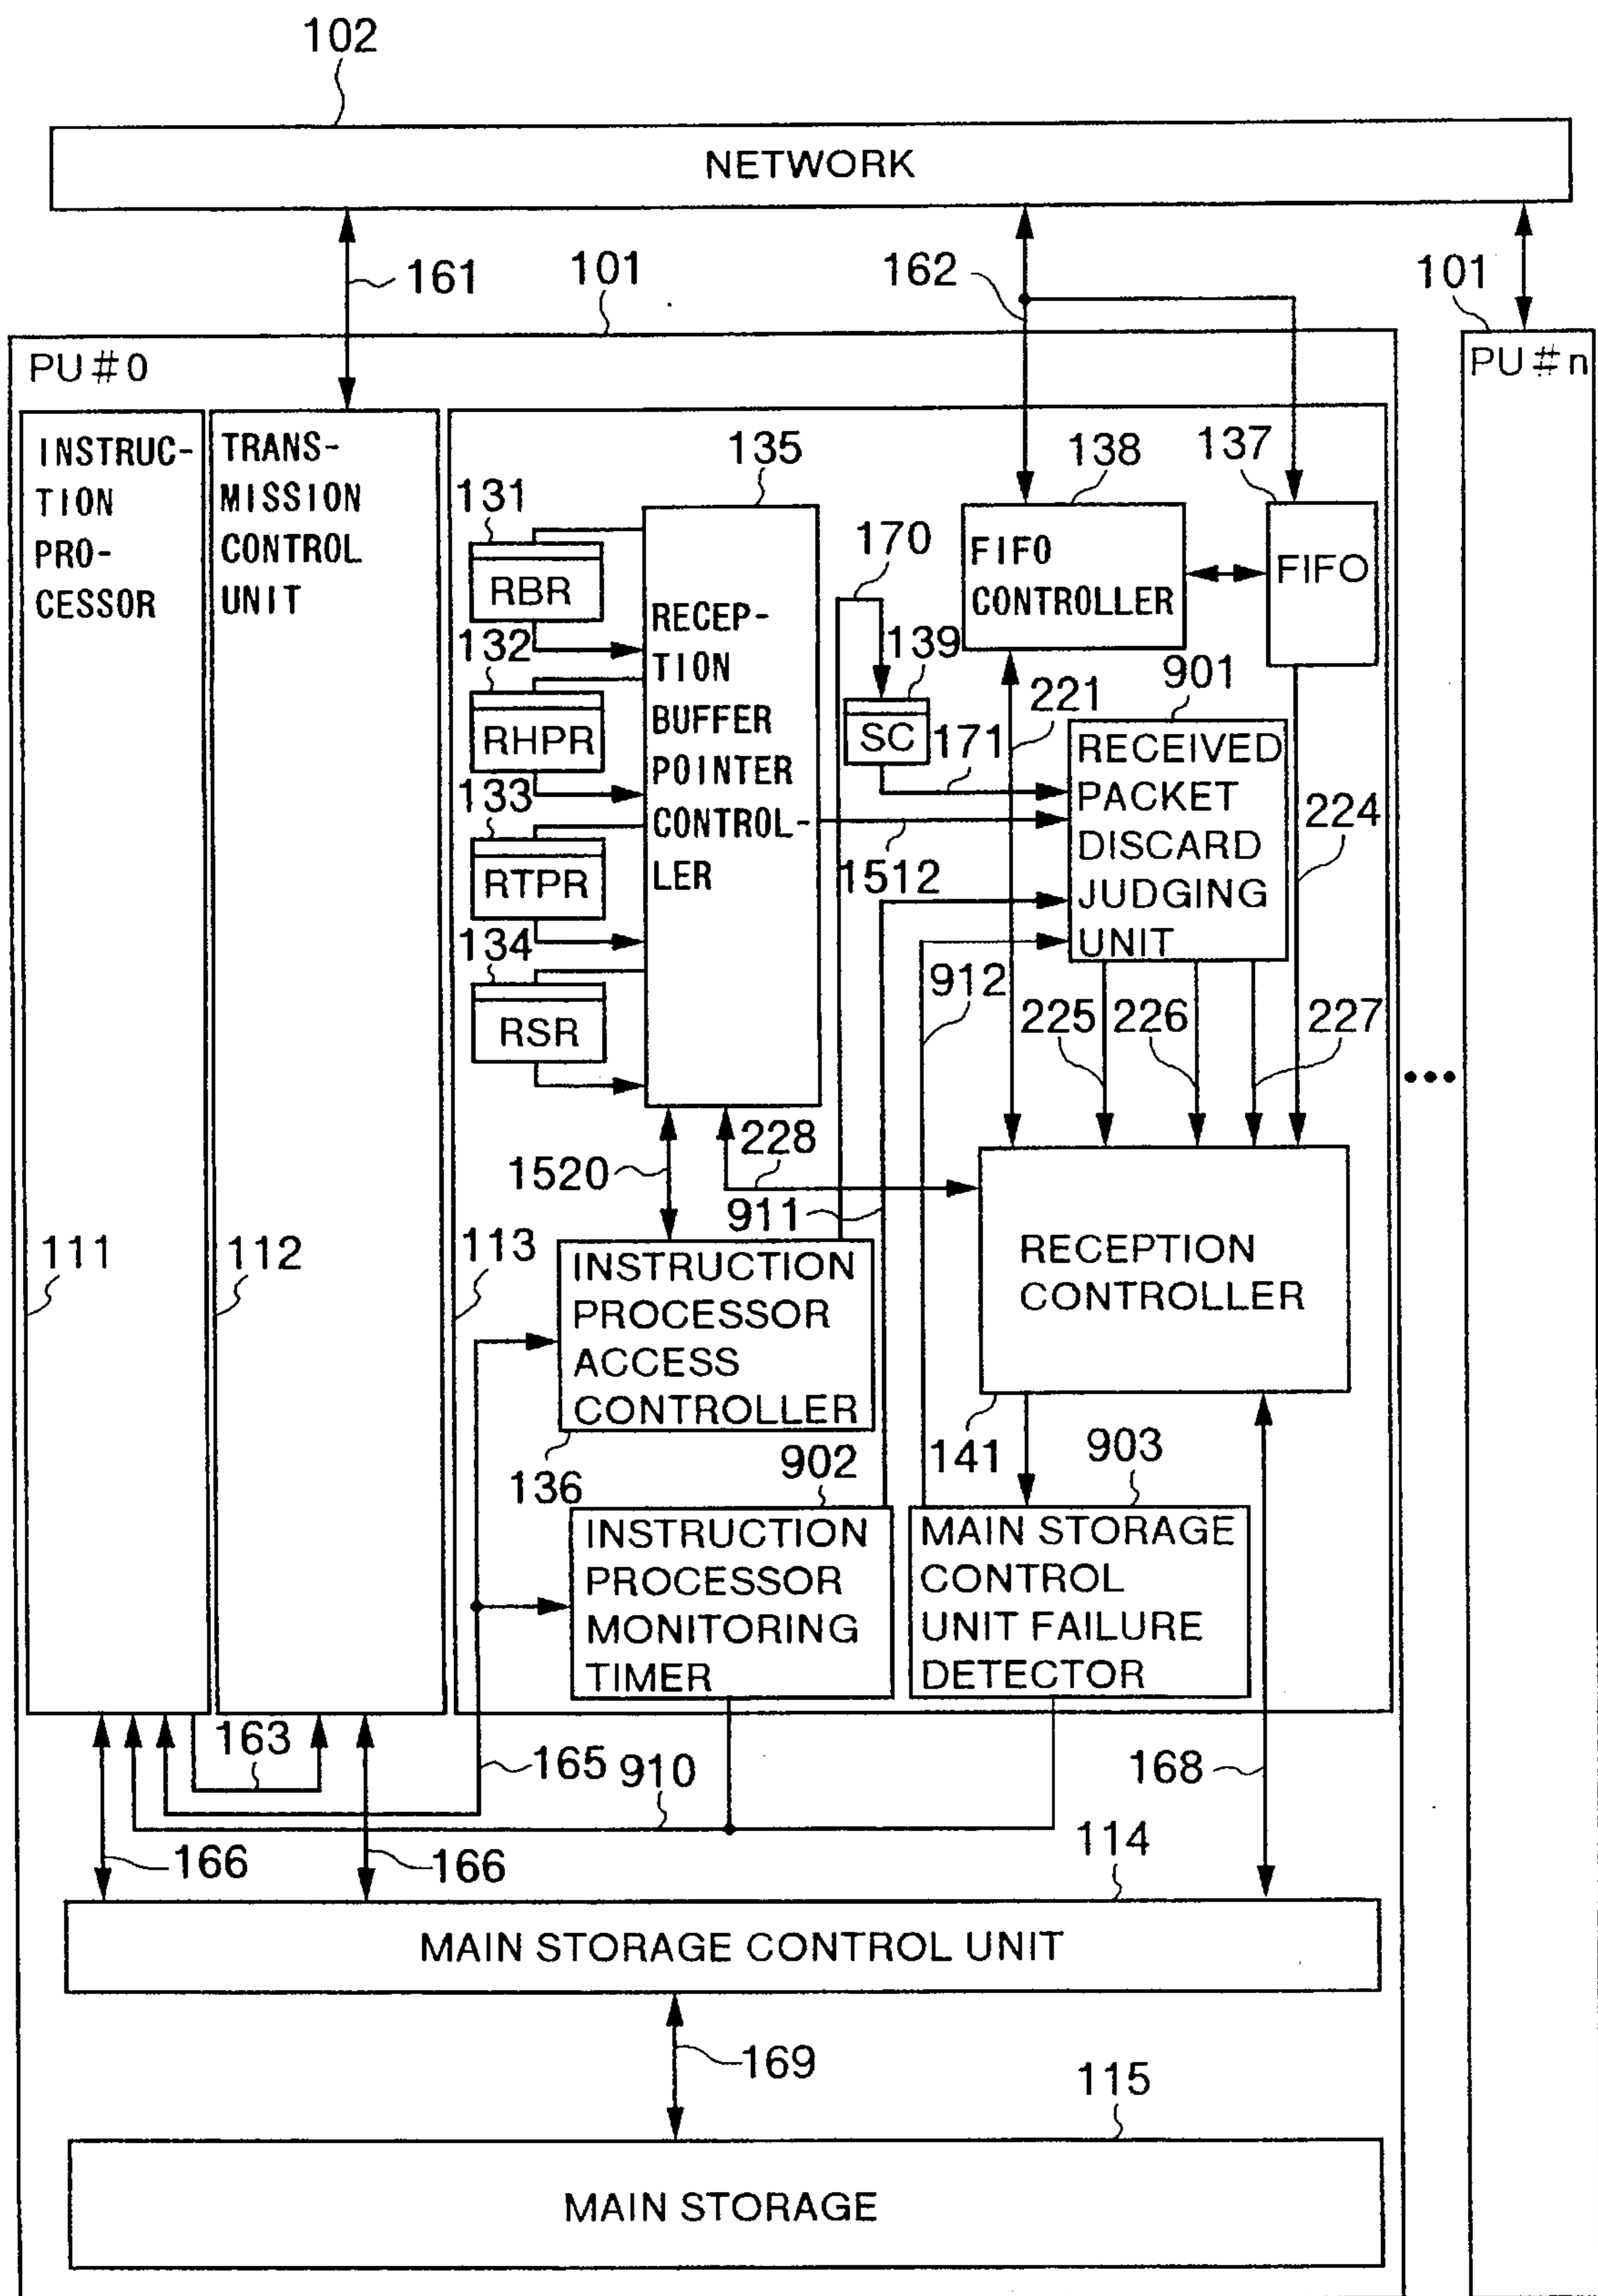 102
NETWORK
161
101
162
101
PU#0
PU#n
INSTRUC-
TION
PRO-
CESSOR
TRANS-
MISSION
CONTROL
UNIT
135
138
137
131
RBR
132
RHPR
133
RTPR
134
RSR
RECEP-
TION
BUFFER
POINTER
CONTROL-
LER
170
139
SC
171
FIFO
CONTROLLER
FIFO
221
901
RECEIVED
PACKET
DISCARD
JUDGING
UNIT
224
1512
912
225
226
227
•••
228
1520
911
111
112
113
INSTRUCTION
PROCESSOR
ACCESS
CONTROLLER
RECEPTION
CONTROLLER
136
902
141
903
INSTRUCTION
PROCESSOR
MONITORING
TIMER
MAIN STORAGE
CONTROL
UNIT FAILURE
DETECTOR
163
165
910
168
166
166
114
MAIN STORAGE CONTROL UNIT
169
115
MAIN STORAGE